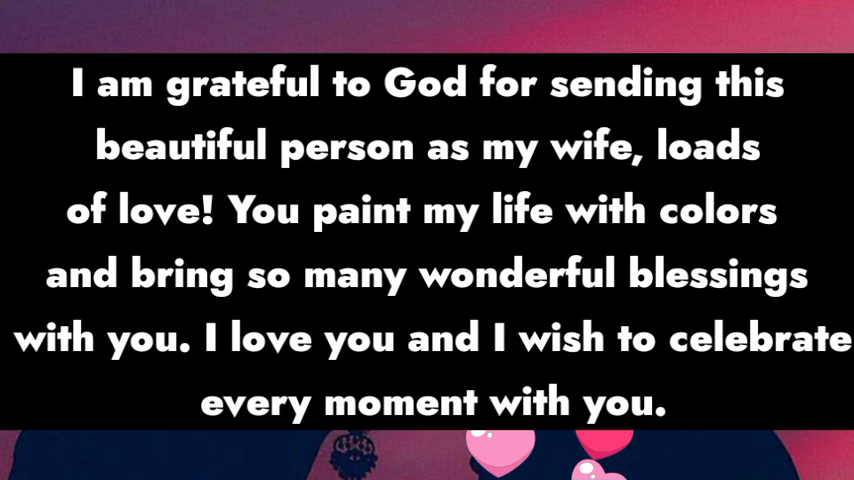 I am grateful to God for sending this
beautiful person as my wife, loads
of love! You paint my life with colors
and bring so many wonderful blessings
with you. I love you and I wish to celebrate
every moment with you.